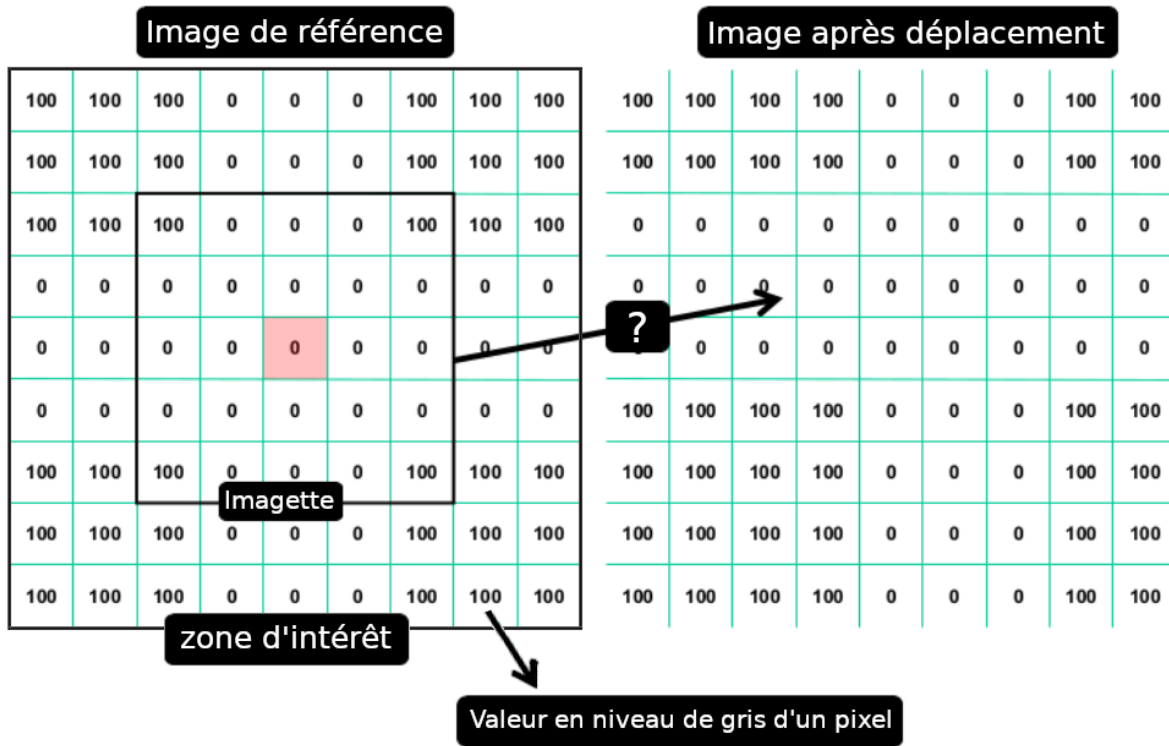 Image de référence
Image après déplacement
100 100 100 0 0 0 100 100 100
100 100 100 0 0 0 100 100 100
100 100 100 0 0 0 100 100 100
0 0 0 0 0 0 0 0 0
0 0 0 0 0 0 0 0 0
0 0 0 0 0 0 0 0 0
100 100 100 0 0 0 100 100 100
Imagette
100 100 100 0 0 0 100 100 100
100 100 100 0 0 0 100 100 100
zone d'intérêt
100 100 100 100 0 0 0 100 100
100 100 100 100 0 0 0 100 100
0 0 0 0 0 0 0 0 0
0 0 0 0 0 0 0 0 0
?
0 0 0 0 0 0 0 0
100 100 100 100 0 0 0 100 100
100 100 100 100 0 0 0 100 100
100 100 100 100 0 0 0 100 100
100 100 100 100 0 0 0 100 100
Valeur en niveau de gris d'un pixel